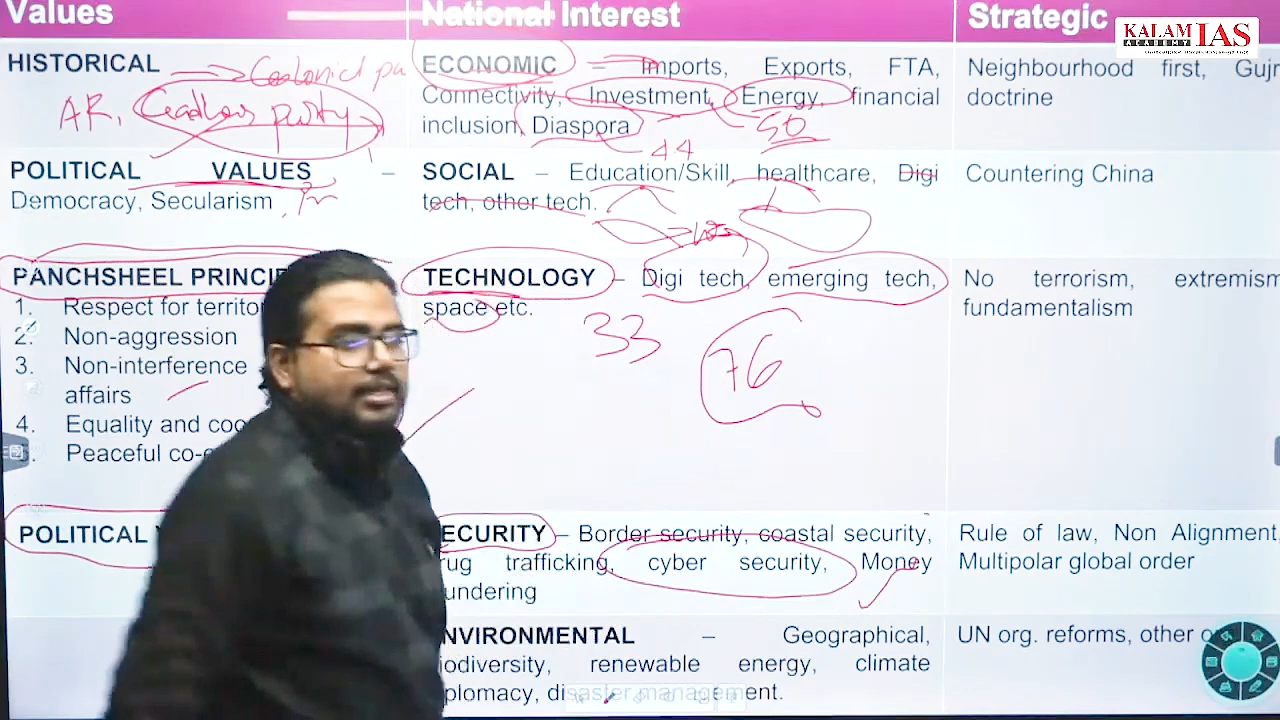 Values
National Interest
Strategic
KALAM IAS
ACADEMY
HISTORICAL
AR,
ECONOMIC – Imports, Exports, FTA,
Connectivity, Investment, Energy, financial
inclusion, Diaspora
50
44
Neighbourhood first, Gujr
doctrine
POLITICAL VALUES –
Democracy, Secularism
SOCIAL – Education/Skill, healthcare, Digi
tech, other tech.
Countering China
PANCHSHEEL PRINCIP
1. Respect for territo
2. Non-aggression
3. Non-interference
affairs
4. Equality and coo
5. Peaceful co-e
TECHNOLOGY – Digi tech, emerging tech,
space etc.
33
76
No terrorism, extremism
fundamentalism
POLITICAL
ECURITY – Border security, coastal security,
rug trafficking, cyber security, Money
undering
Rule of law, Non Alignment,
Multipolar global order
NVIRONMENTAL – Geographical,
iodiversity, renewable energy, climate
iplomacy, disaster management.
UN org. reforms, other o